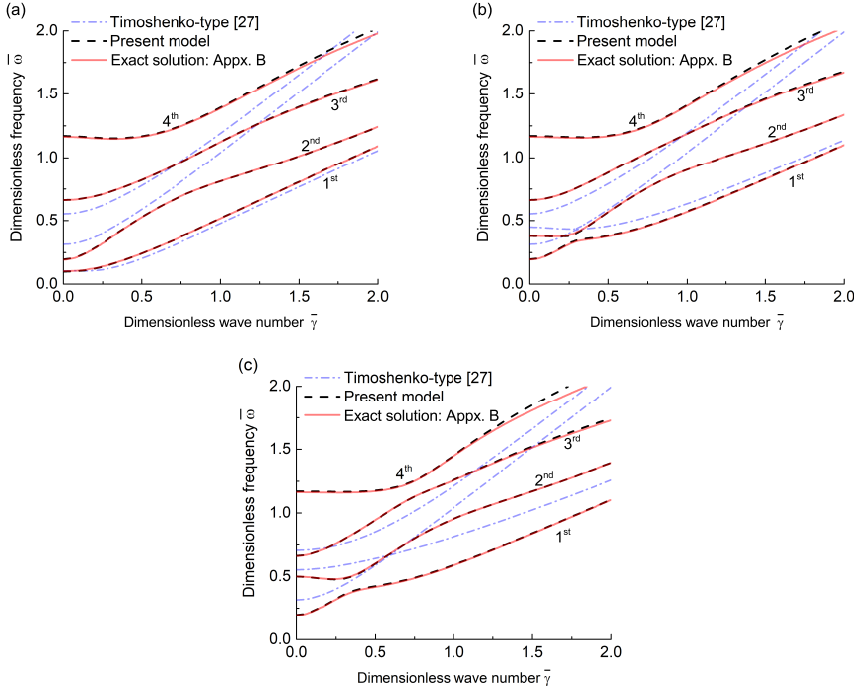 (a)
Timoshenko-type [27]
Present model
Exact solution: Appx. B
Dimensionless frequency ω̅
2.0
1.5
1.0
0.5
0.0
4th
3rd
2nd
1st
0.0 0.5 1.0 1.5 2.0
Dimensionless wave number γ̅
(b)
Timoshenko-type [27]
Present model
Exact solution: Appx. B
Dimensionless frequency ω̅
2.0
1.5
1.0
0.5
0.0
4th
3rd
2nd
1st
0.0 0.5 1.0 1.5 2.0
Dimensionless wave number γ̅
(c)
Timoshenko-type [27]
Present model
Exact solution: Appx. B
Dimensionless frequency ω̅
2.0
1.5
1.0
0.5
0.0
4th
3rd
2nd
1st
0.0 0.5 1.0 1.5 2.0
Dimensionless wave number γ̅